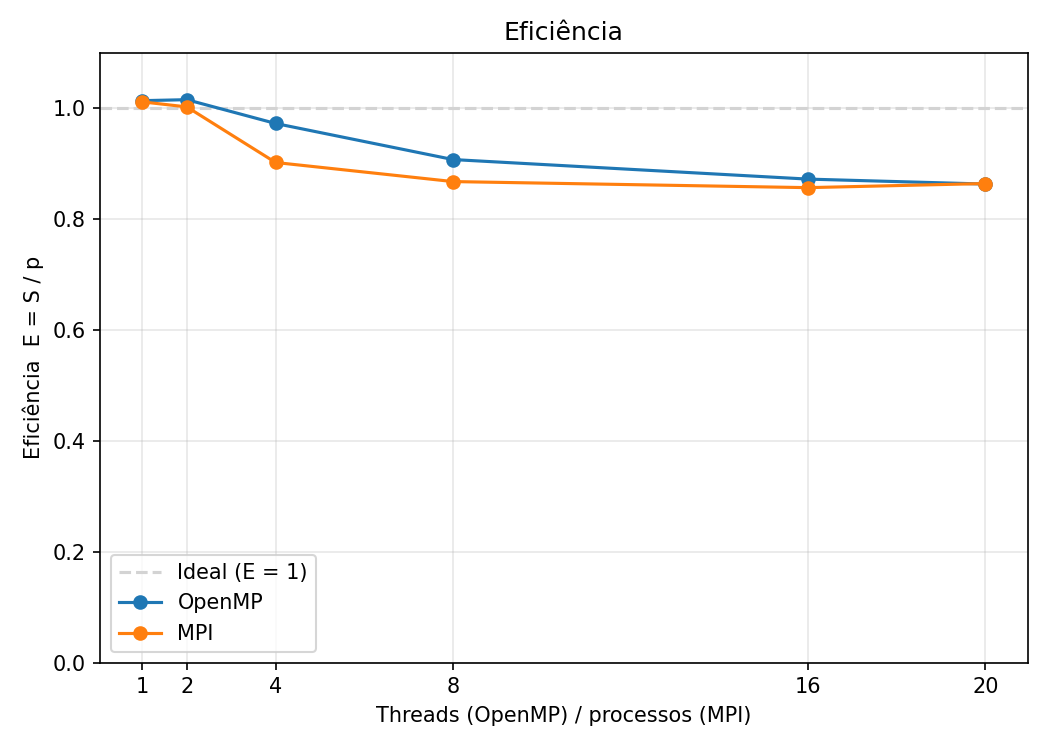 Eficiência
1.0
0.8
0.6
0.4
0.2
0.0
Eficiência E = S / p
Ideal (E = 1)
OpenMP
MPI
1 2 4 8 16 20
Threads (OpenMP) / processos (MPI)